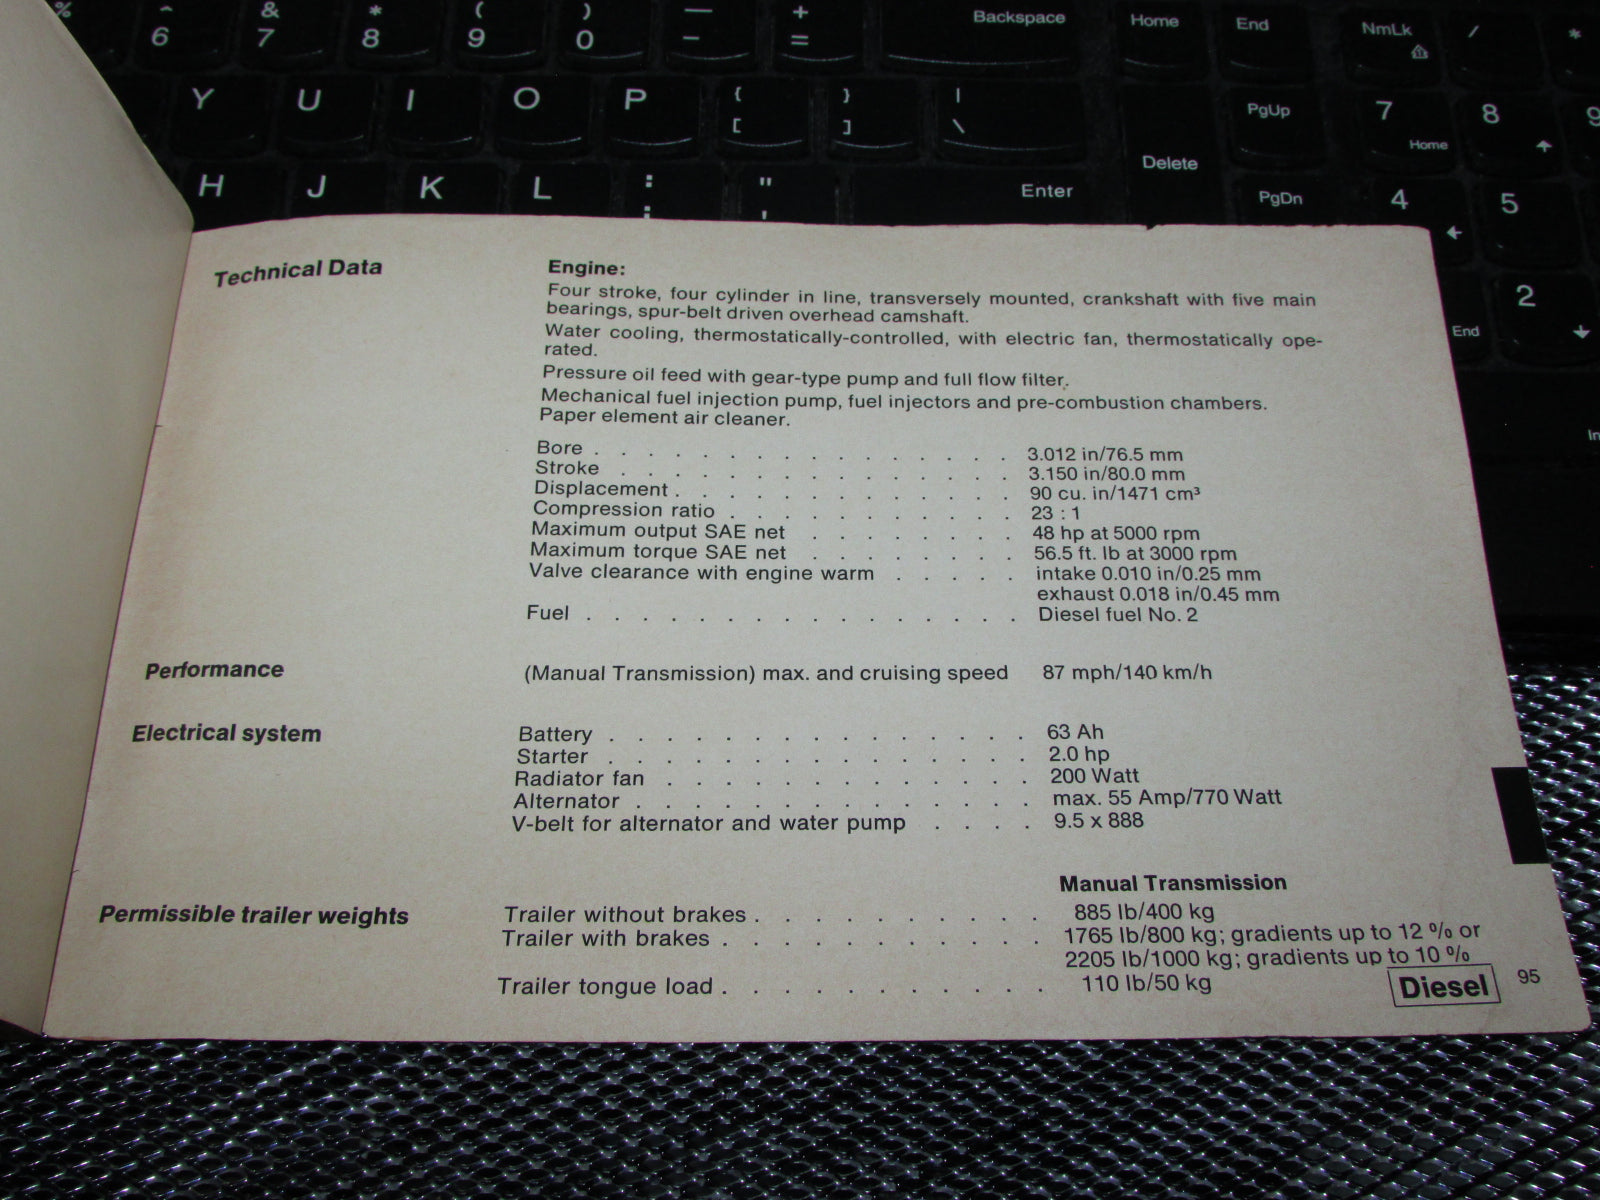 % ^ & * ( ) — +
6 7 8 9 0 – = Backspace Home End NmLk / *
Y U I O P { [ } ] | \ Delete PgUp 7 Home 8 9
H J K L : ; " ' Enter PgDn 4 5
2
End
In
Technical Data
Engine:
Four stroke, four cylinder in line, transversely mounted, crankshaft with five main
bearings, spur-belt driven overhead camshaft.
Water cooling, thermostatically-controlled, with electric fan, thermostatically ope-
rated.
Pressure oil feed with gear-type pump and full flow filter.
Mechanical fuel injection pump, fuel injectors and pre-combustion chambers.
Paper element air cleaner.
Bore . . . . . . . . . . . . . . . 3.012 in/76.5 mm
Stroke . . . . . . . . . . . . . . 3.150 in/80.0 mm
Displacement . . . . . . . . . . . . 90 cu. in/1471 cm³
Compression ratio . . . . . . . . . . . 23 : 1
Maximum output SAE net . . . . . . . . 48 hp at 5000 rpm
Maximum torque SAE net . . . . . . . . 56.5 ft. lb at 3000 rpm
Valve clearance with engine warm . . . . . intake 0.010 in/0.25 mm
exhaust 0.018 in/0.45 mm
Fuel . . . . . . . . . . . . . . . . Diesel fuel No. 2
Performance
(Manual Transmission) max. and cruising speed 87 mph/140 km/h
Electrical system
Battery . . . . . . . . . . . . . . . 63 Ah
Starter . . . . . . . . . . . . . . . 2.0 hp
Radiator fan . . . . . . . . . . . . . 200 Watt
Alternator . . . . . . . . . . . . . . max. 55 Amp/770 Watt
V-belt for alternator and water pump . . . . 9.5 x 888
Manual Transmission
Permissible trailer weights
Trailer without brakes . . . . . . . . . . 885 lb/400 kg
Trailer with brakes . . . . . . . . . . . . 1765 lb/800 kg; gradients up to 12 % or
2205 lb/1000 kg; gradients up to 10 %
Trailer tongue load . . . . . . . . . . . . 110 lb/50 kg
Diesel
95